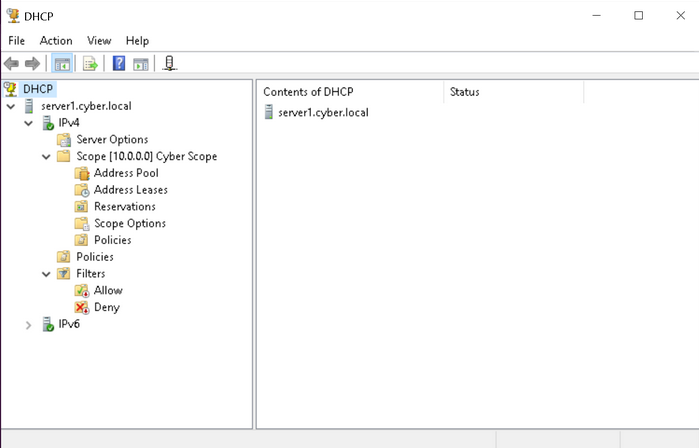 DHCP
File Action View Help
DHCP
server1.cyber.local
IPv4
Server Options
Scope [10.0.0.0] Cyber Scope
Address Pool
Address Leases
Reservations
Scope Options
Policies
Policies
Filters
Allow
Deny
IPv6
Contents of DHCP Status
server1.cyber.local